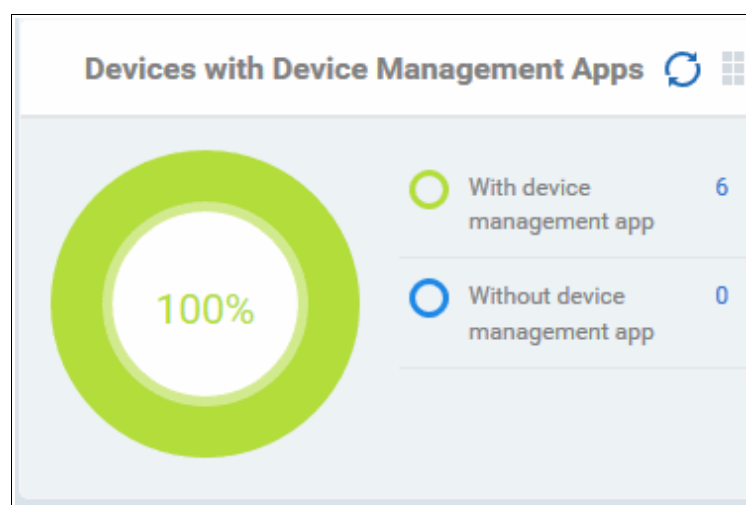 Devices with Device Management Apps
100%
With device 6
management app
Without device 0
management app